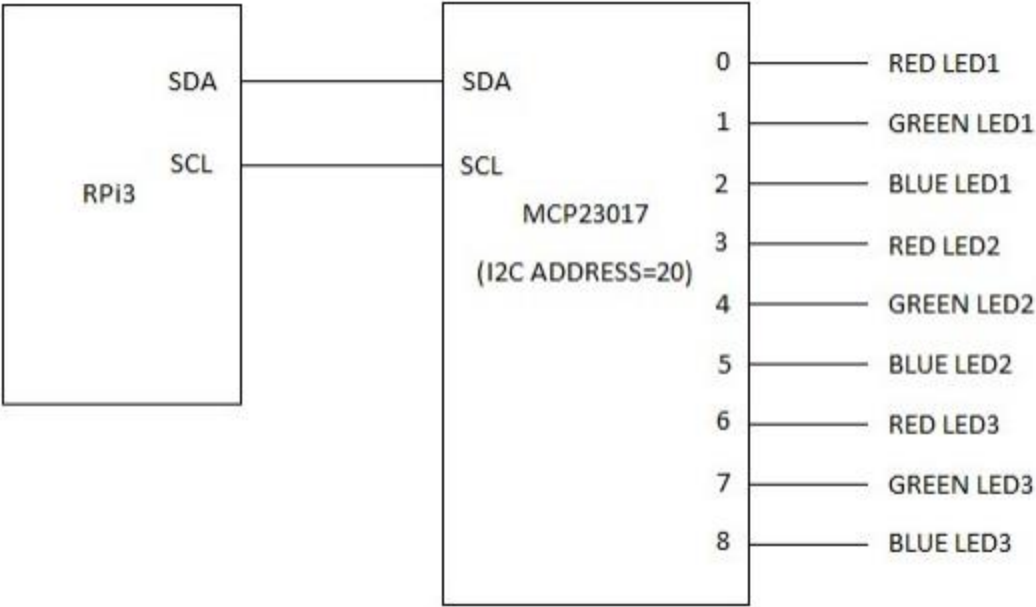 RPi3
SDA
SCL
SDA
SCL
MCP23017
(I2C ADDRESS=20)
0 RED LED1
1 GREEN LED1
2 BLUE LED1
3 RED LED2
4 GREEN LED2
5 BLUE LED2
6 RED LED3
7 GREEN LED3
8 BLUE LED3